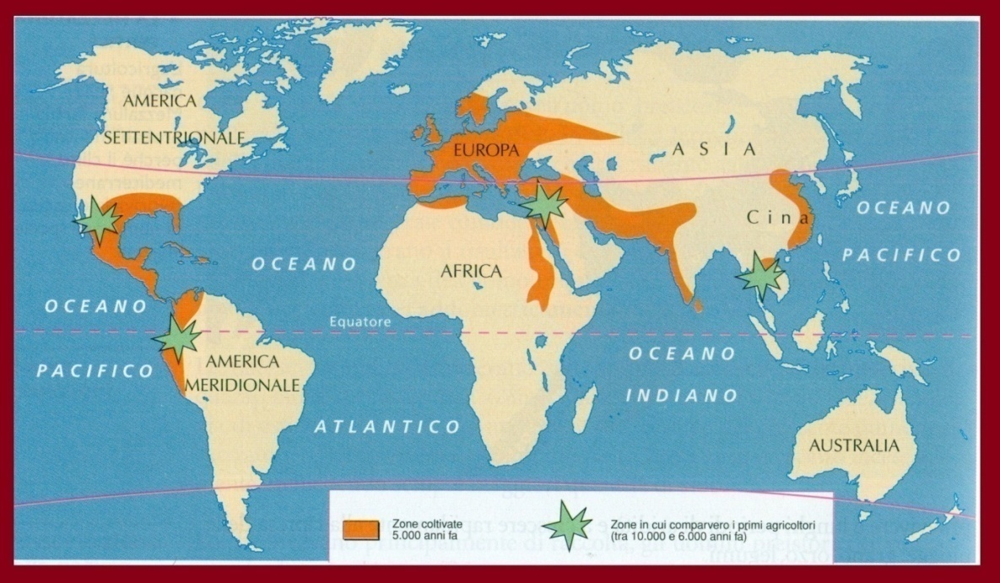 AMERICA
SETTENTRIONALE
EUROPA
A S I A
Cina
OCEANO
PACIFICO
OCEANO
AFRICA
OCEANO
Equatore
PACIFICO
AMERICA
MERIDIONALE
ATLANTICO
OCEANO
INDIANO
AUSTRALIA
Zone coltivate
5.000 anni fa
Zone in cui comparvero i primi agricoltori
(tra 10.000 e 6.000 anni fa)